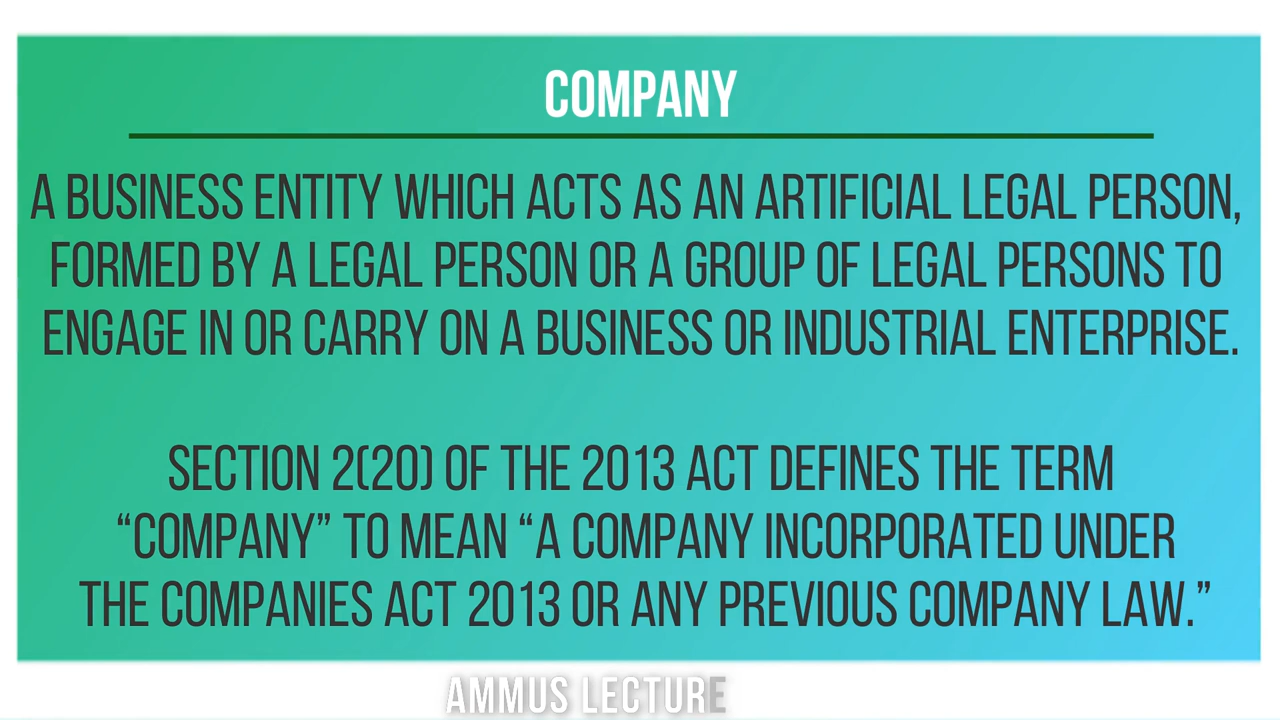 COMPANY
A BUSINESS ENTITY WHICH ACTS AS AN ARTIFICIAL LEGAL PERSON,
FORMED BY A LEGAL PERSON OR A GROUP OF LEGAL PERSONS TO
ENGAGE IN OR CARRY ON A BUSINESS OR INDUSTRIAL ENTERPRISE.
SECTION 2(20) OF THE 2013 ACT DEFINES THE TERM
“COMPANY” TO MEAN “A COMPANY INCORPORATED UNDER
THE COMPANIES ACT 2013 OR ANY PREVIOUS COMPANY LAW.”
AMMUS LECTURE